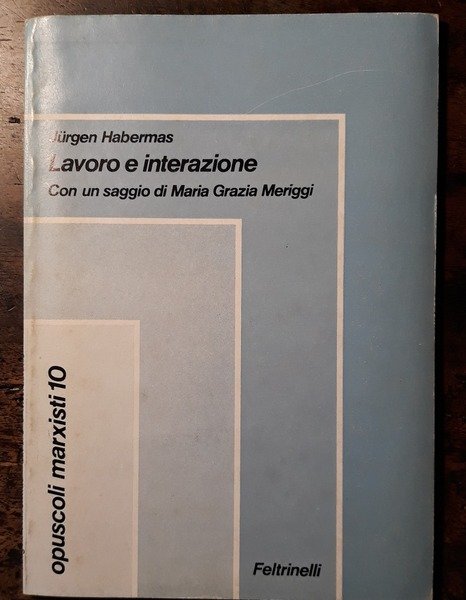 Jürgen Habermas
Lavoro e interazione
Con un saggio di Maria Grazia Meriggi
opuscoli marxisti 10
Feltrinelli